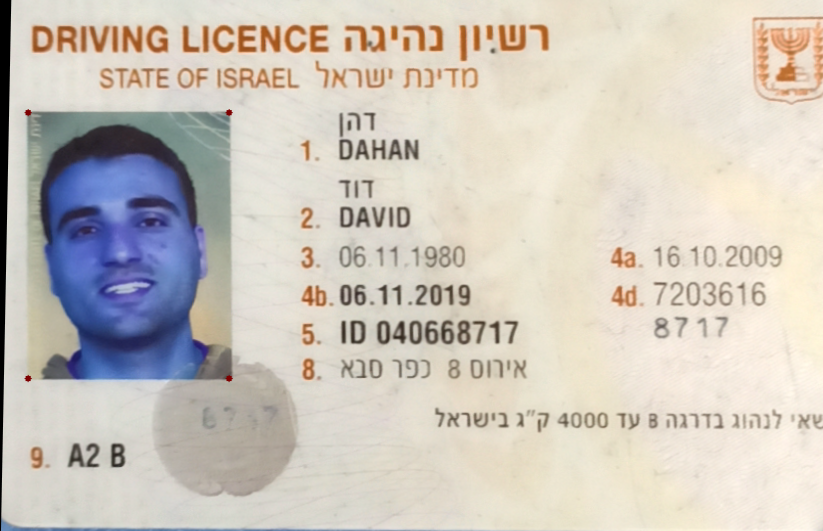 DRIVING LICENCE רשיון נהיגה
STATE OF ISRAEL מדינת ישראל
דהן
1. DAHAN
דוד
2. DAVID
3. 06.11.1980 4a. 16.10.2009
4b. 06.11.2019 4d. 7203616
5. ID 040668717 8717
8. אירוס 8 כפר סבא
לנהוג בדרגה B עד 4000 ק"ג בישראל
9. A2 B